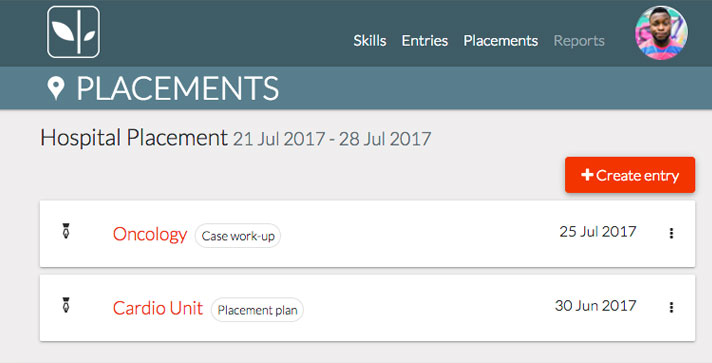 Skills Entries Placements Reports
PLACEMENTS
Hospital Placement 21 Jul 2017 - 28 Jul 2017
+ Create entry
Oncology Case work-up 25 Jul 2017
Cardio Unit Placement plan 30 Jun 2017